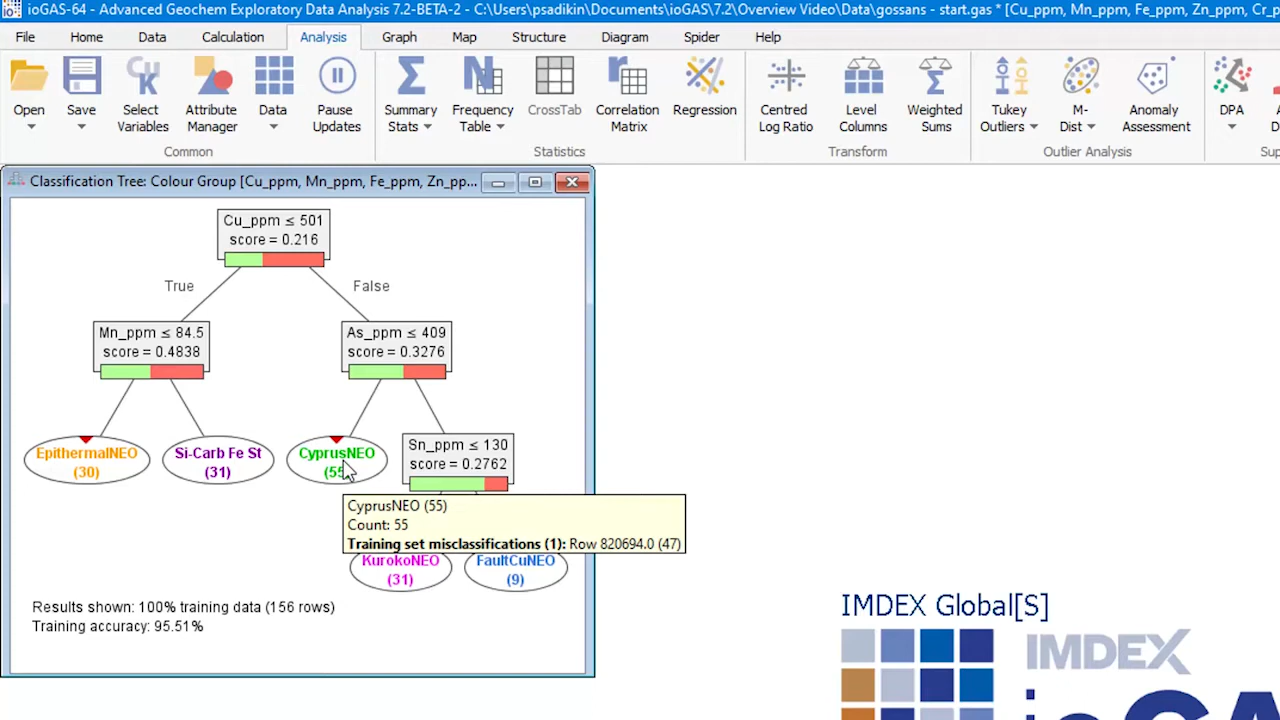 ioGAS-64 - Advanced Geochem Exploratory Data Analysis 7.2-BETA-2 - C:\Users\psadikin\Documents\ioGAS\7.2\Overview Video\Data\gossans - start.gas * [Cu_ppm, Mn_ppm, Fe_ppm, Zn_ppm, Cr_p
File Home Data Calculation Analysis Graph Map Structure Diagram Spider Help
Open Save Select Variables Attribute Manager Data Pause Updates Summary Stats Frequency Table CrossTab Correlation Matrix Regression Centred Log Ratio Level Columns Weighted Sums Tukey Outliers M-Dist Anomaly Assessment DPA
Common Statistics Transform Outlier Analysis Sup
Classification Tree: Colour Group [Cu_ppm, Mn_ppm, Fe_ppm, Zn_pp...
Cu_ppm ≤ 501
score = 0.216
True False
Mn_ppm ≤ 84.5
score = 0.4838
As_ppm ≤ 409
score = 0.3276
EpithermalNEO
(30)
Si-Carb Fe St
(31)
CyprusNEO
(55
Sn_ppm ≤ 130
score = 0.2762
CyprusNEO (55)
Count: 55
Training set misclassifications (1): Row 820694.0 (47)
KurokoNEO
(31)
FaultCuNEO
(9)
Results shown: 100% training data (156 rows)
Training accuracy: 95.51%
IMDEX Global[S]
IMDEX